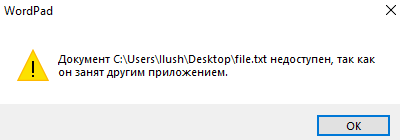 WordPad
Документ C:\Users\Ilush\Desktop\file.txt недоступен, так как
он занят другим приложением.
OK